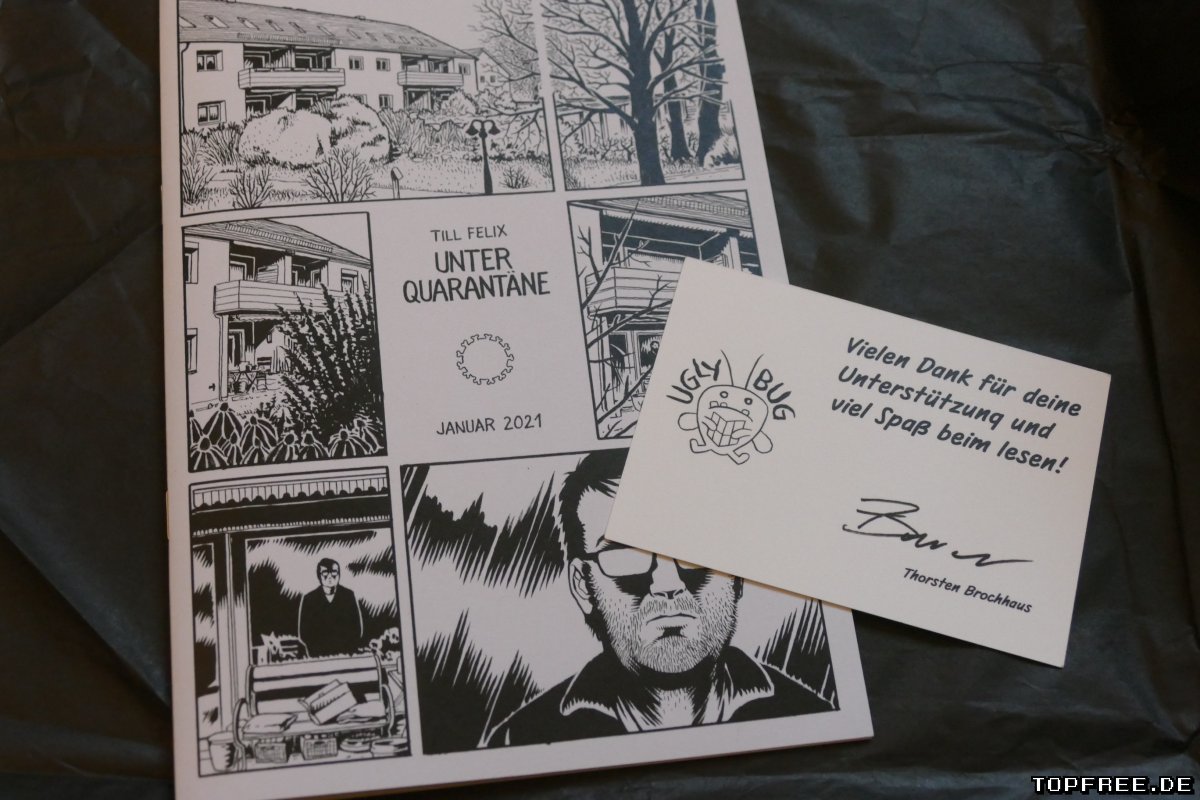 TILL FELIX
UNTER
QUARANTÄNE
JANUAR 2021
UGLY BUG
Vielen Dank für deine
Unterstützung und
viel Spaß beim lesen!
Thorsten Brochhaus
TOPFREE.DE